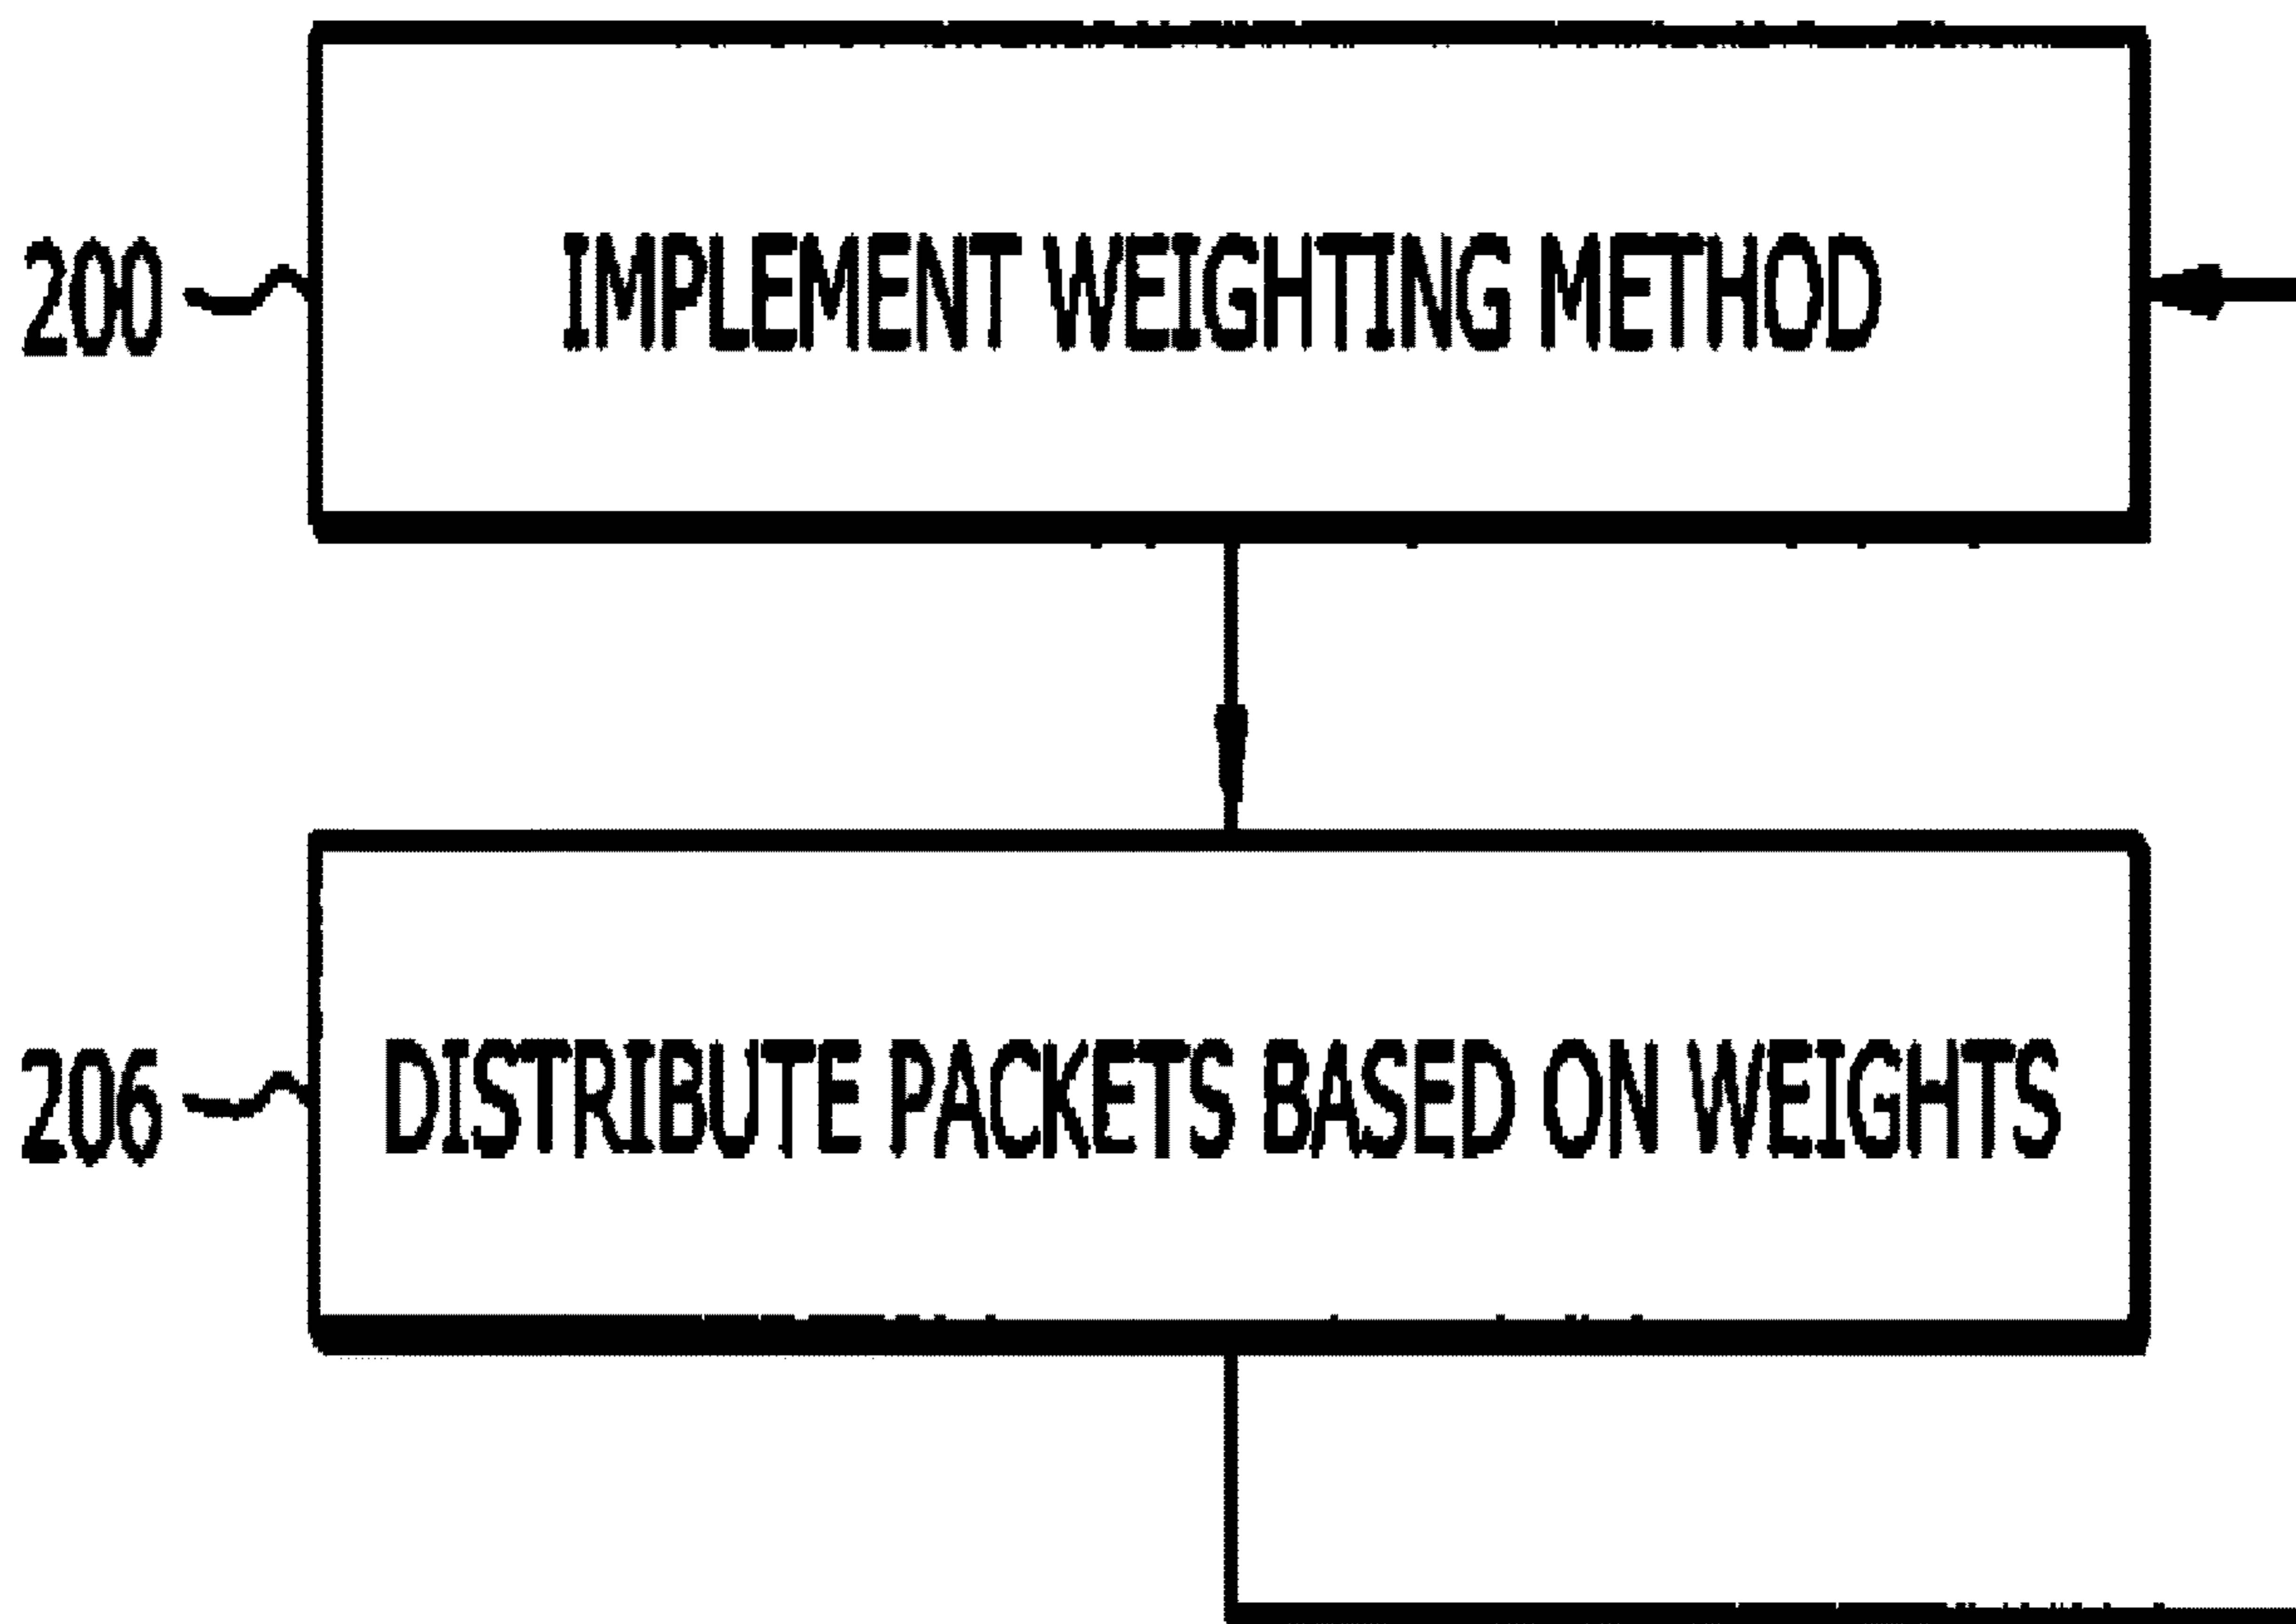 200 IMPLEMENT WEIGHTING METHOD
206 DISTRIBUTE PACKETS BASED ON WEIGHTS